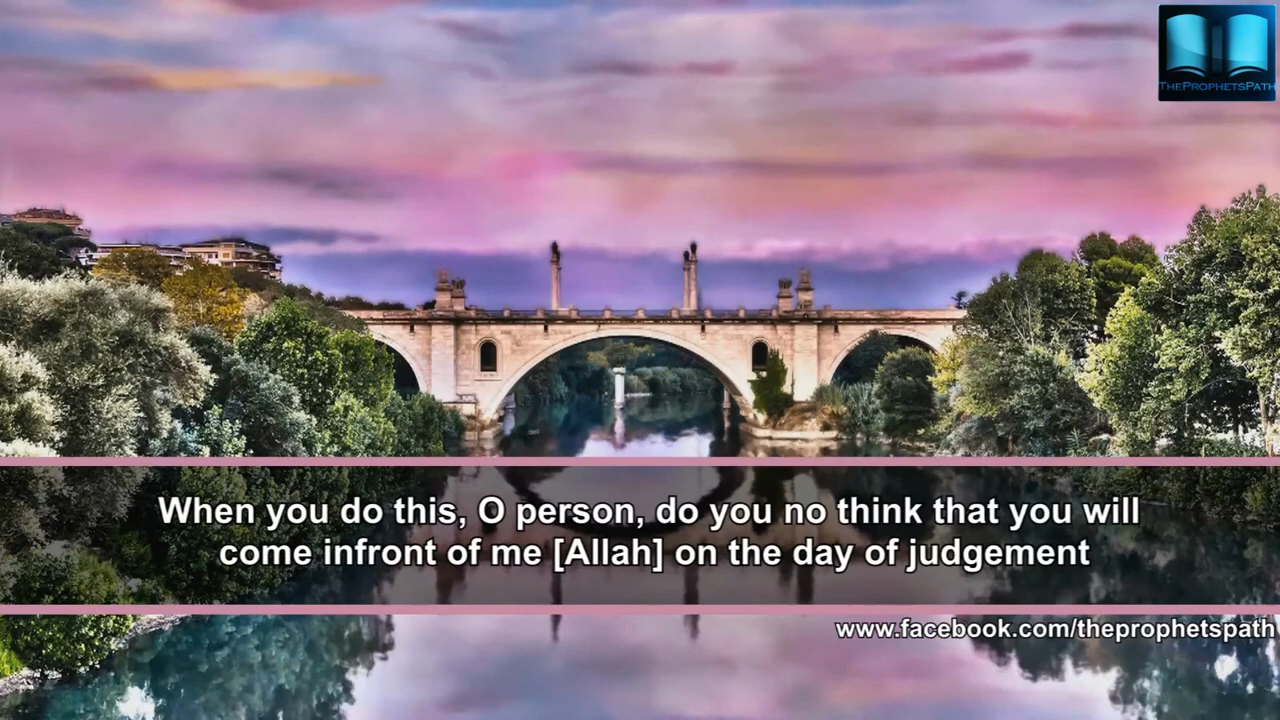 THEPROPHETSPATH
When you do this, O person, do you no think that you will
come infront of me [Allah] on the day of judgement
www.facebook.com/theprophetspath